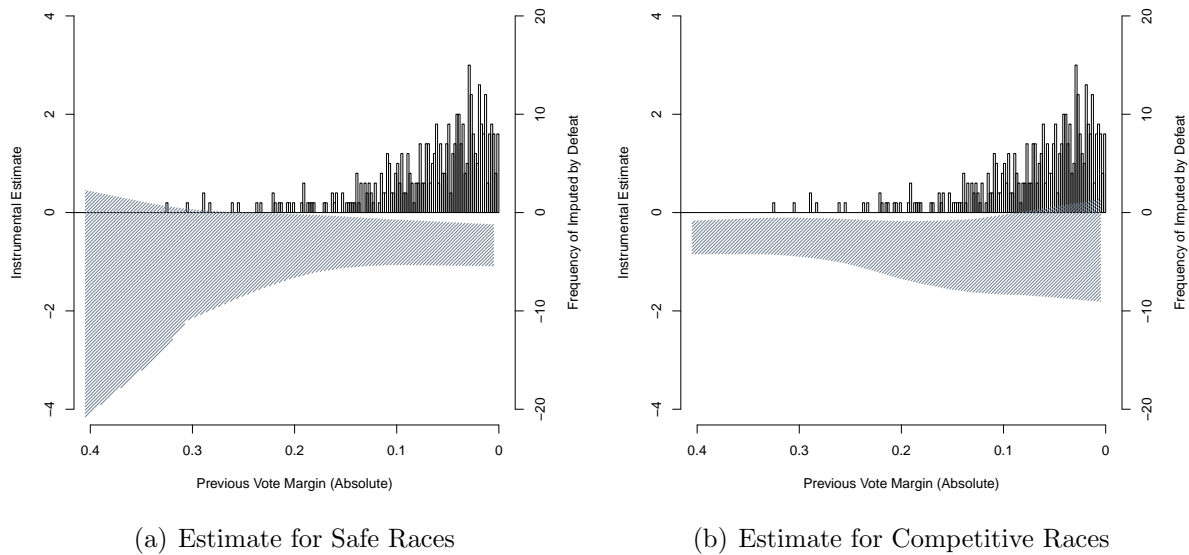 4
2
0
−2
−4
Instrumental Estimate
20
10
0
−10
−20
Frequency of Imputed by Defeat
0.4 0.3 0.2 0.1 0
Previous Vote Margin (Absolute)
(a) Estimate for Safe Races
4
2
0
−2
−4
Instrumental Estimate
20
10
0
−10
−20
Frequency of Imputed by Defeat
0.4 0.3 0.2 0.1 0
Previous Vote Margin (Absolute)
(b) Estimate for Competitive Races